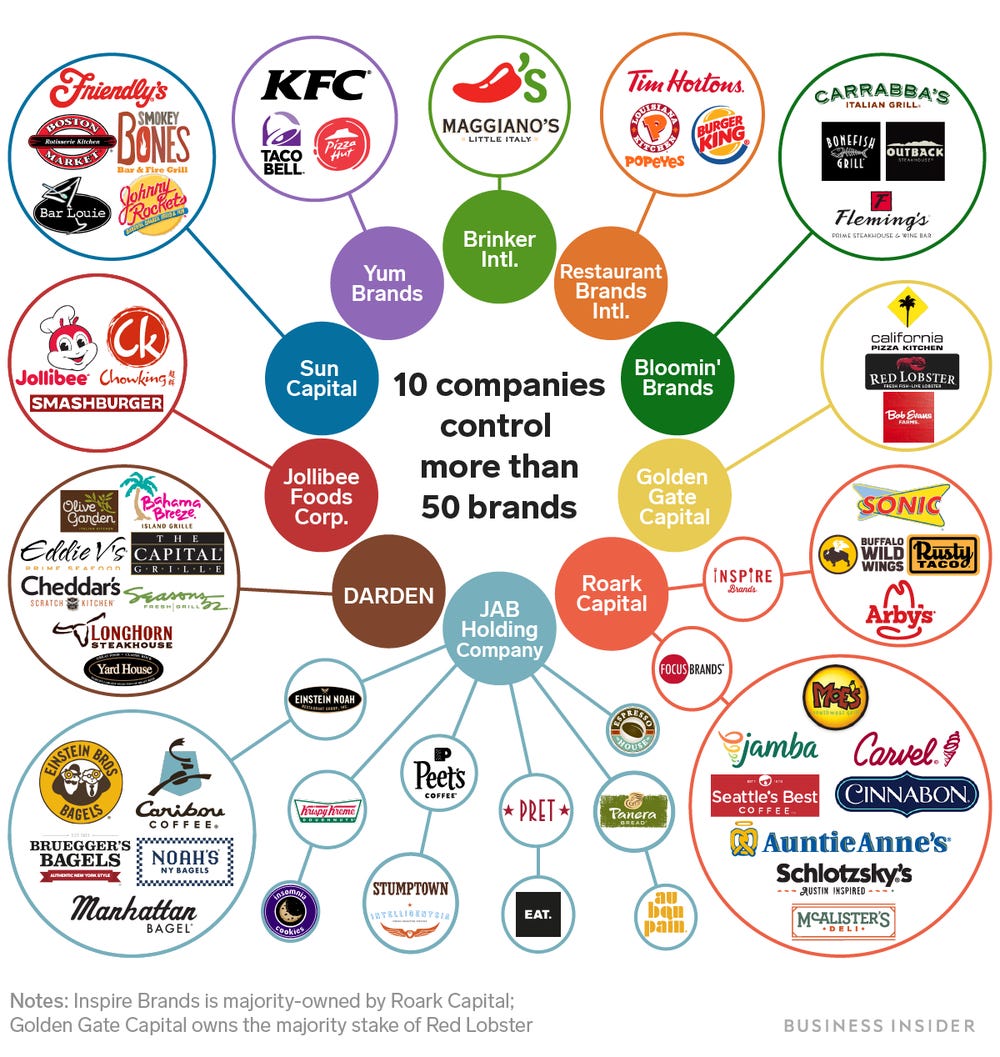 Friendly's
BOSTON
Rotisserie Kitchen
MARKET
SMOKEY
BONES
Bar & Fire Grill
Bar Louie
Johnny
Rockets
KFC
TACO
BELL
Pizza
Hut
'S
MAGGIANO'S
LITTLE ITALY
Tim Hortons
LOUISIANA
KITCHEN
POPEYES
BURGER
KING
CARRABBA'S
ITALIAN GRILL
BONEFISH
GRILL
OUTBACK
STEAKHOUSE
F
Fleming's
PRIME STEAKHOUSE & WINE BAR
Yum
Brands
Brinker
Intl.
Restaurant
Brands
Intl.
Sun
Capital
Bloomin'
Brands
10 companies
control
more than
50 brands
Jollibee
Ck
Chowking
超群
SMASHBURGER
california
PIZZA KITCHEN
RED LOBSTER
FRESH FISH • LIVE LOBSTER
Bob Evans
FARMS
Jollibee
Foods
Corp.
Golden
Gate
Capital
Olive
Garden
ITALIAN KITCHEN
Bahama
Breeze
ISLAND GRILLE
Eddie V's
PRIME SEAFOOD
THE
CAPITAL
GRILLE
Cheddar's
SCRATCH KITCHEN
Seasons 52
FRESH GRILL
LONGHORN
STEAKHOUSE
Yard House
DARDEN
JAB
Holding
Company
Roark
Capital
INSPIRE
Brands
SONIC
BUFFALO
WILD
WINGS
Rusty
TACO
Arby's
FOCUS BRANDS
EINSTEIN NOAH
RESTAURANT GROUP, INC.
EINSTEIN BROS
BAGELS
Caribou
COFFEE
BRUEGGER'S
BAGELS
AUTHENTIC NEW YORK STYLE
NOAH'S
NY BAGELS
Manhattan
BAGEL
Krispy Kreme
DOUGHNUTS
insomnia
cookies
Peet's
COFFEE
STUMPTOWN
INTELLIGENTSIA
PRET
EAT.
ESPRESSO
HOUSE
Panera
BREAD
au
bon
pain.
MOE'S
southwest grill
jamba
Carvel
Seattle's Best
COFFEE
CINNABON
Auntie Anne's
Schlotzsky's
AUSTIN INSPIRED
McALISTER'S
DELI
Notes: Inspire Brands is majority-owned by Roark Capital;
Golden Gate Capital owns the majority stake of Red Lobster
BUSINESS INSIDER